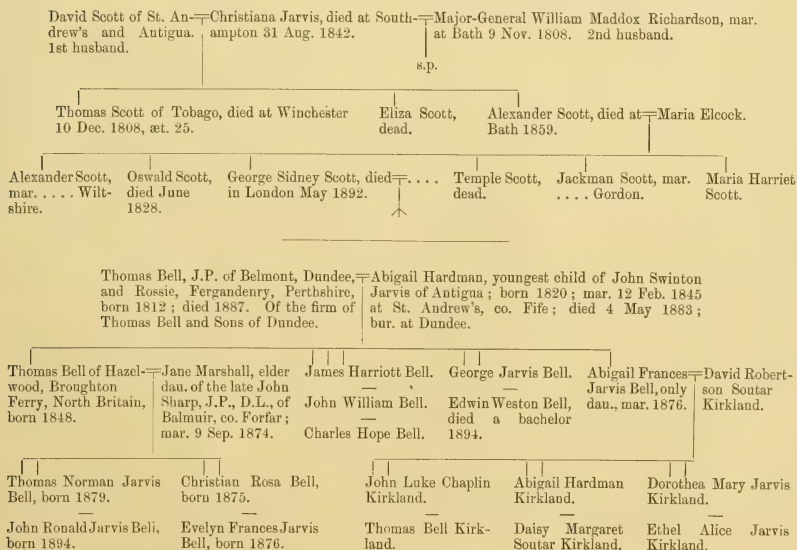 David Scott of St. An-
drew's and Antigua.
1st husband.
Christiana Jarvis, died at South-
ampton 31 Aug. 1842.
Major-General William Maddox Richardson, mar.
at Bath 9 Nov. 1808. 2nd husband.
s.p.
Thomas Scott of Tobago, died at Winchester
10 Dec. 1808, æt. 25.
Eliza Scott,
dead.
Alexander Scott, died at
Bath 1859.
Maria Elcock.
Alexander Scott,
mar. . . . . Wilt-
shire.
Oswald Scott,
died June
1828.
George Sidney Scott, died
in London May 1892.
. . . .
Temple Scott,
dead.
Jackman Scott, mar.
. . . . Gordon.
Maria Harriet
Scott.
Thomas Bell, J.P. of Belmont, Dundee,
and Rossie, Fergandenry, Perthshire,
born 1812 ; died 1887. Of the firm of
Thomas Bell and Sons of Dundee.
Abigail Hardman, youngest child of John Swinton
Jarvis of Antigua ; born 1820 ; mar. 12 Feb. 1845
at St. Andrew's, co. Fife ; died 4 May 1883 ;
bur. at Dundee.
Thomas Bell of Hazel-
wood, Broughton
Ferry, North Britain,
born 1848.
Jane Marshall, elder
dau. of the late John
Sharp, J.P., D.L., of
Balmuir, co. Forfar ;
mar. 9 Sep. 1874.
James Harriott Bell.
—
John William Bell.
—
Charles Hope Bell.
George Jarvis Bell.
—
Edwin Weston Bell,
died a bachelor
1894.
Abigail Frances
Jarvis Bell, only
dau., mar. 1876.
David Robert-
son Soutar
Kirkland.
Thomas Norman Jarvis
Bell, born 1879.
—
John Ronald Jarvis Bell,
born 1894.
Christian Rosa Bell,
born 1875.
—
Evelyn Frances Jarvis
Bell, born 1876.
John Luke Chaplin
Kirkland.
—
Thomas Bell Kirk-
land.
Abigail Hardman
Kirkland.
—
Daisy Margaret
Soutar Kirkland.
Dorothea Mary Jarvis
Kirkland.
—
Ethel Alice Jarvis
Kirkland.